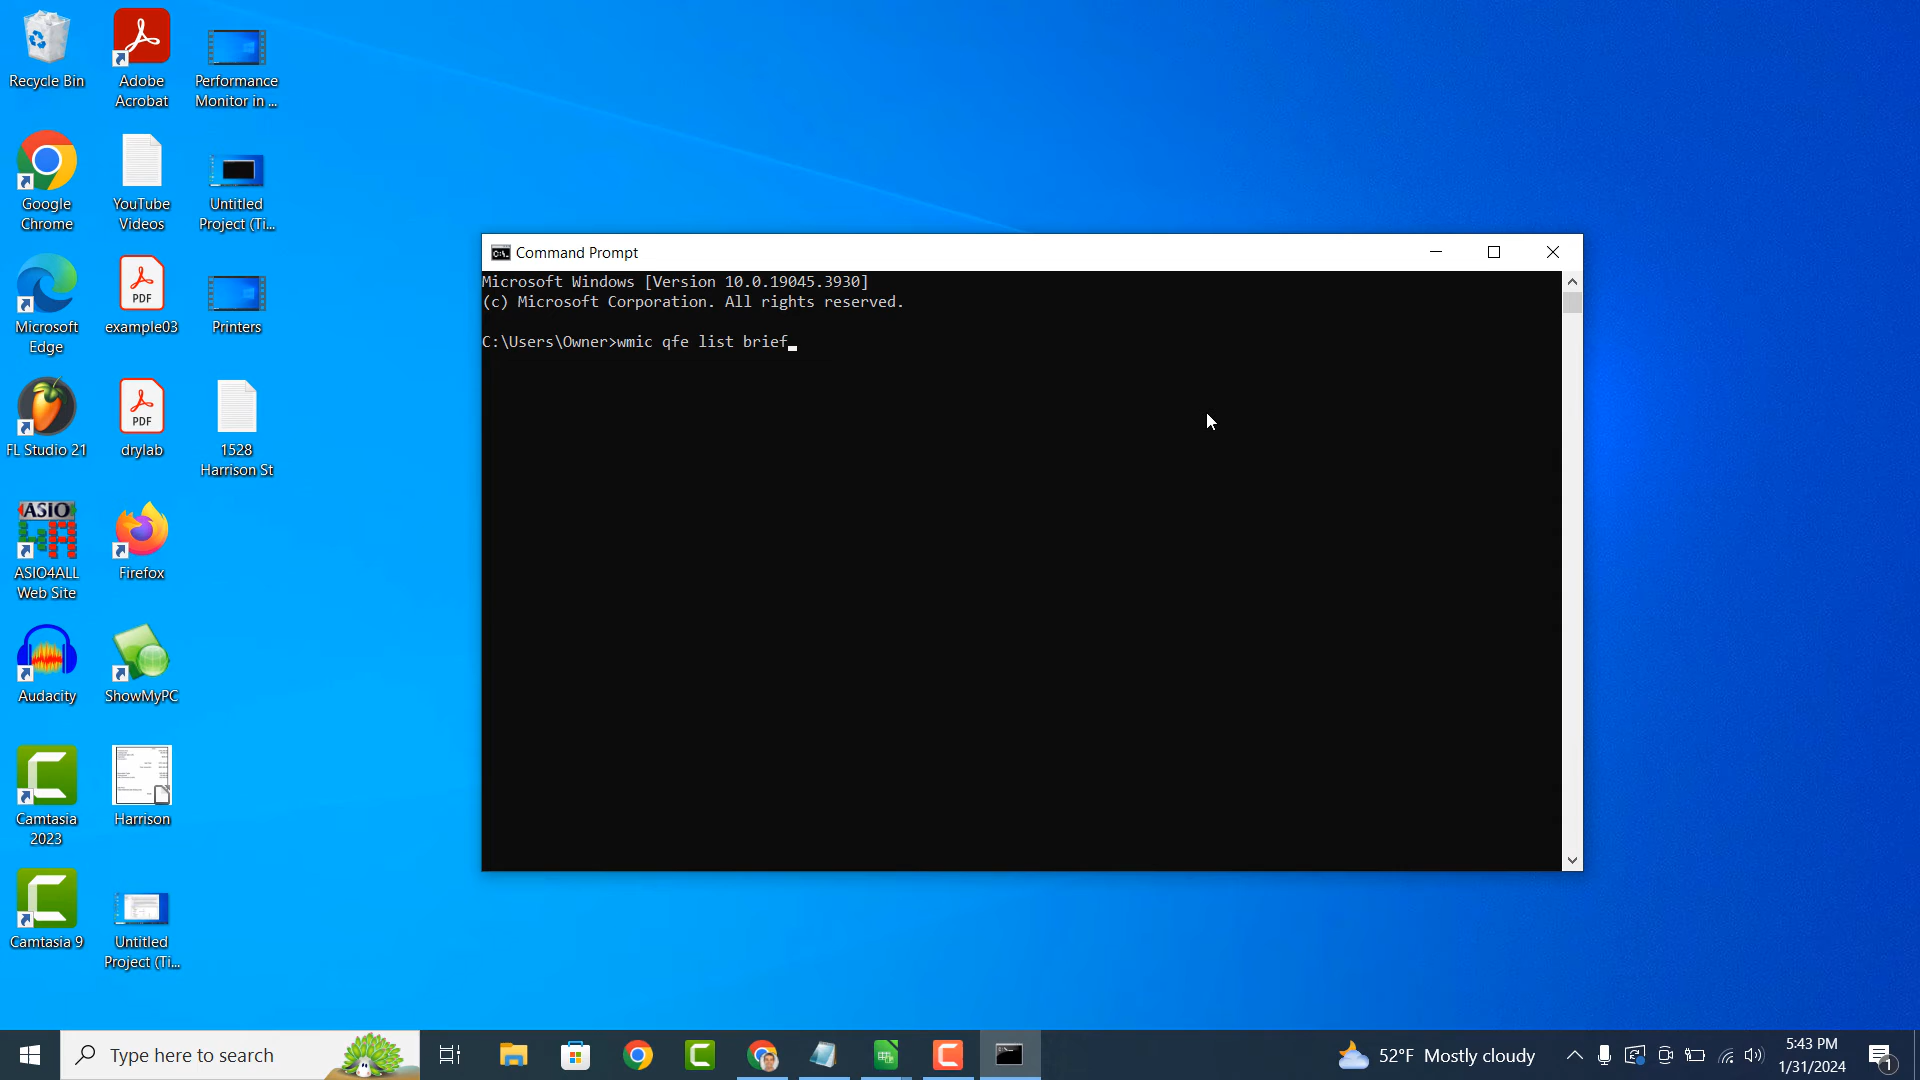 Recycle Bin
Adobe
Acrobat
Performance
Monitor in ...
Google
Chrome
YouTube
Videos
Untitled
Project (Ti...
Microsoft
Edge
PDF
example03
Printers
FL Studio 21
PDF
drylab
1528
Harrison St
ASIO
ASIO4ALL
Web Site
Firefox
Audacity
ShowMyPC
Camtasia
2023
Harrison
Camtasia 9
Untitled
Project (Ti...
C:\. Command Prompt
Microsoft Windows [Version 10.0.19045.3930]
(c) Microsoft Corporation. All rights reserved.
C:\Users\Owner>wmic qfe list brief
Type here to search
52°F Mostly cloudy
5:43 PM
1/31/2024
1